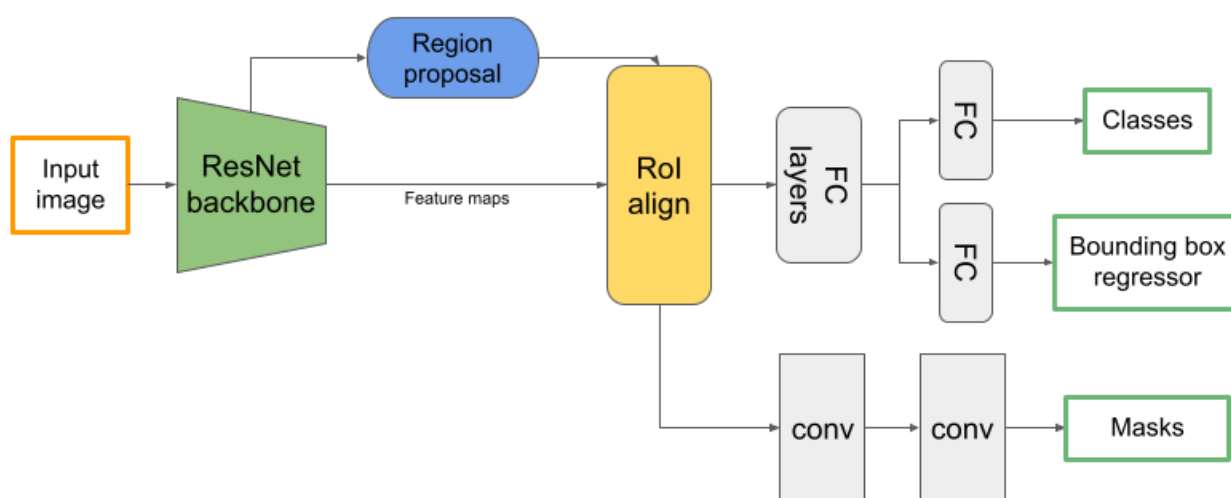 Region
proposal
Input
image
ResNet
backbone
Feature maps
RoI
align
FC
layers
FC
Classes
FC
Bounding box
regressor
conv
conv
Masks